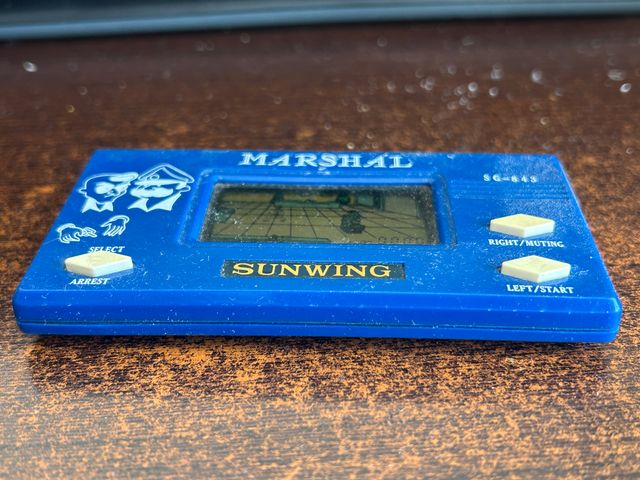 MARSHAL
SG-843
SELECT
ARREST
SUNWING
RIGHT/MUTING
LEFT/START